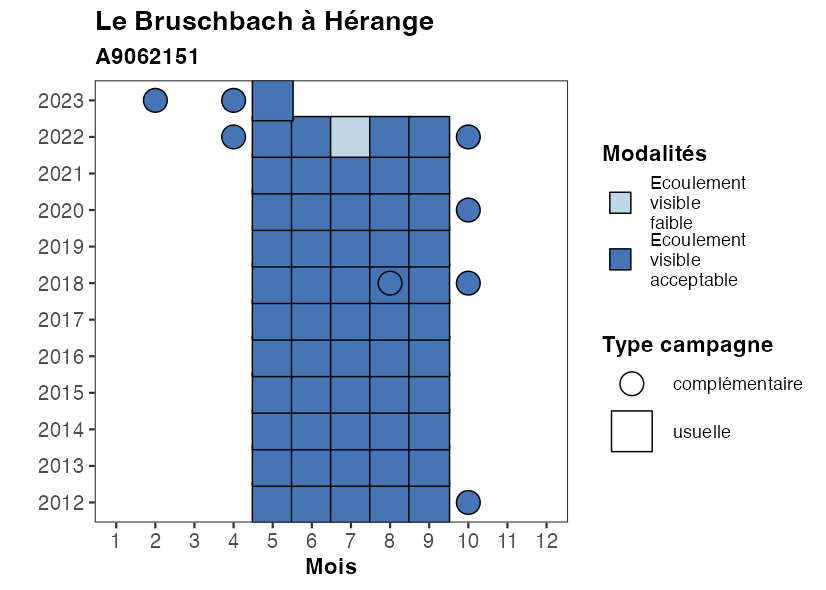 Le Bruschbach à Hérange
A9062151
2023
2022
2021
2020
2019
2018
2017
2016
2015
2014
2013
2012
1 2 3 4 5 6 7 8 9 10 11 12
Mois
Modalités
Ecoulement
visible
faible
Ecoulement
visible
acceptable
Type campagne
complémentaire
usuelle